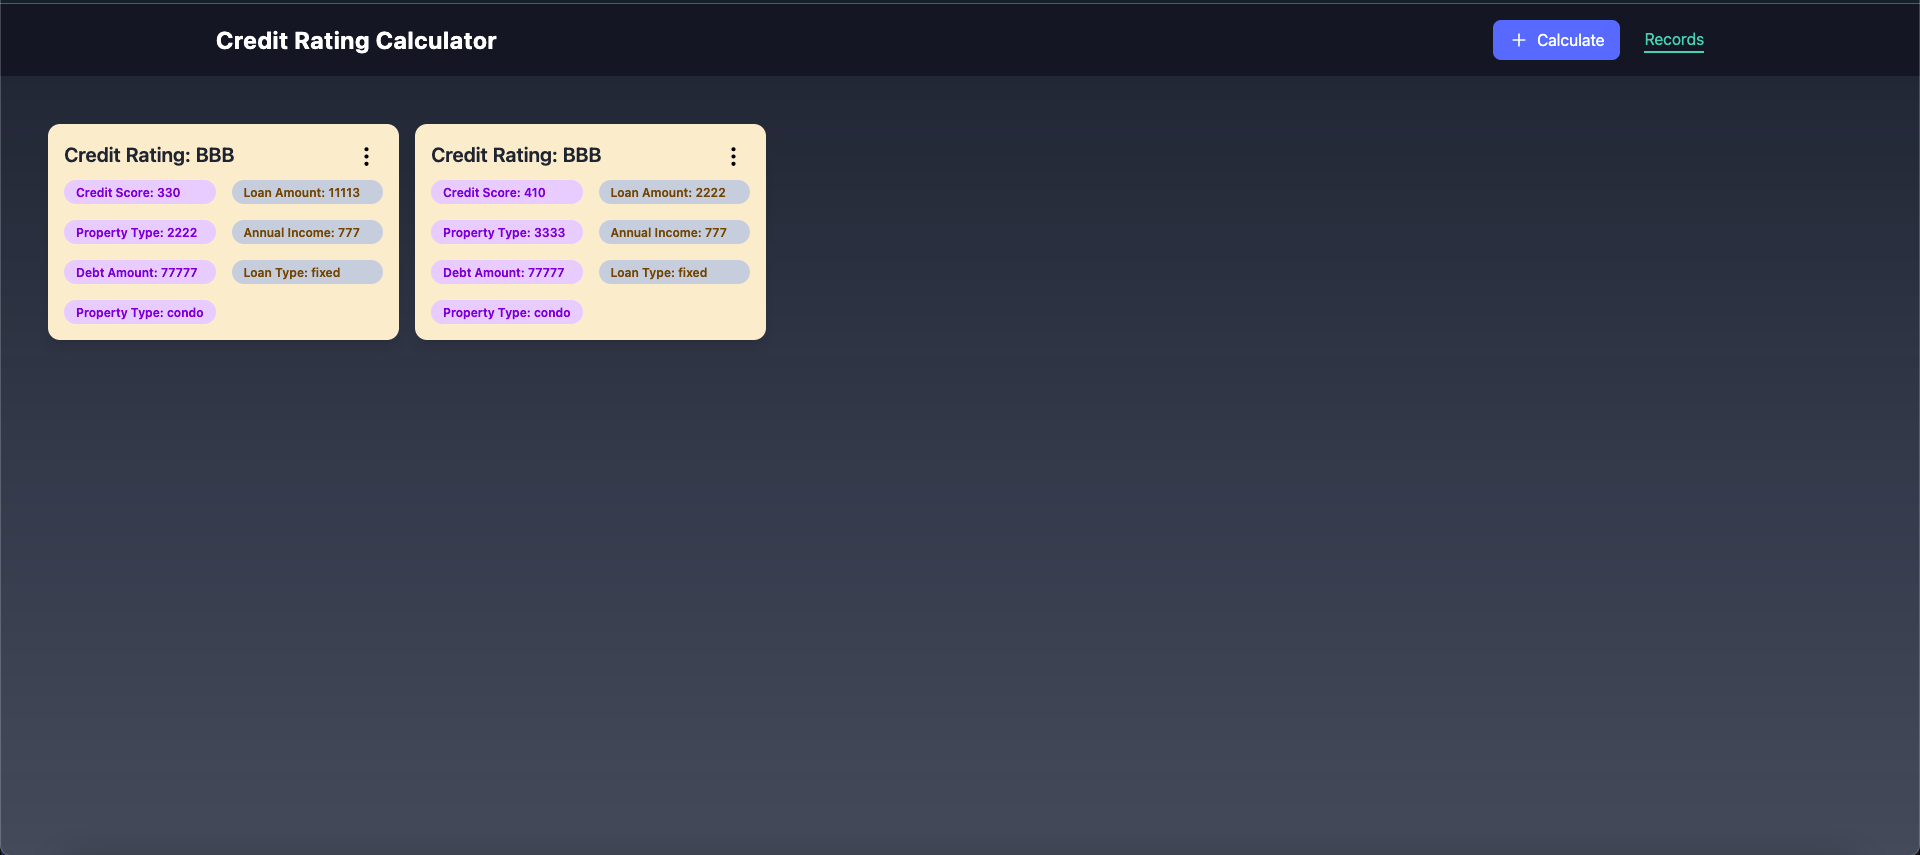 Credit Rating Calculator
Calculate
Records
Credit Rating: BBB
Credit Score: 330
Loan Amount: 11113
Property Type: 2222
Annual Income: 777
Debt Amount: 77777
Loan Type: fixed
Property Type: condo
Credit Rating: BBB
Credit Score: 410
Loan Amount: 2222
Property Type: 3333
Annual Income: 777
Debt Amount: 77777
Loan Type: fixed
Property Type: condo